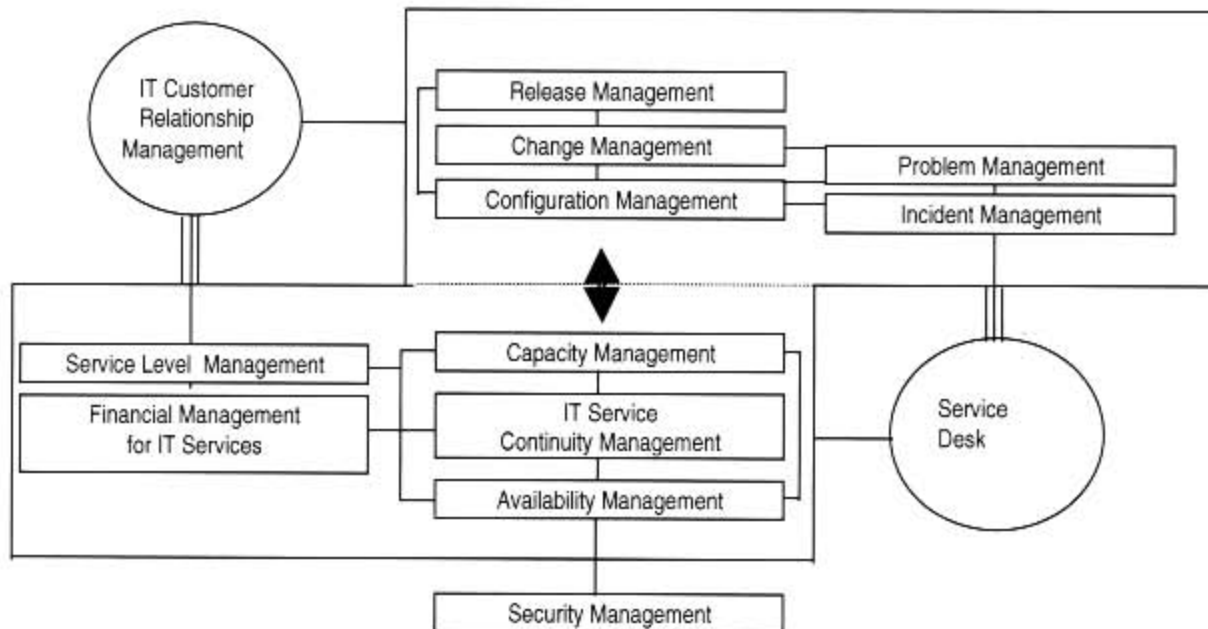 IT Customer
Relationship
Management
Release Management
Change Management
Problem Management
Configuration Management
Incident Management
Service Level Management
Capacity Management
Financial Management
for IT Services
IT Service
Continuity Management
Service
Desk
Availability Management
Security Management